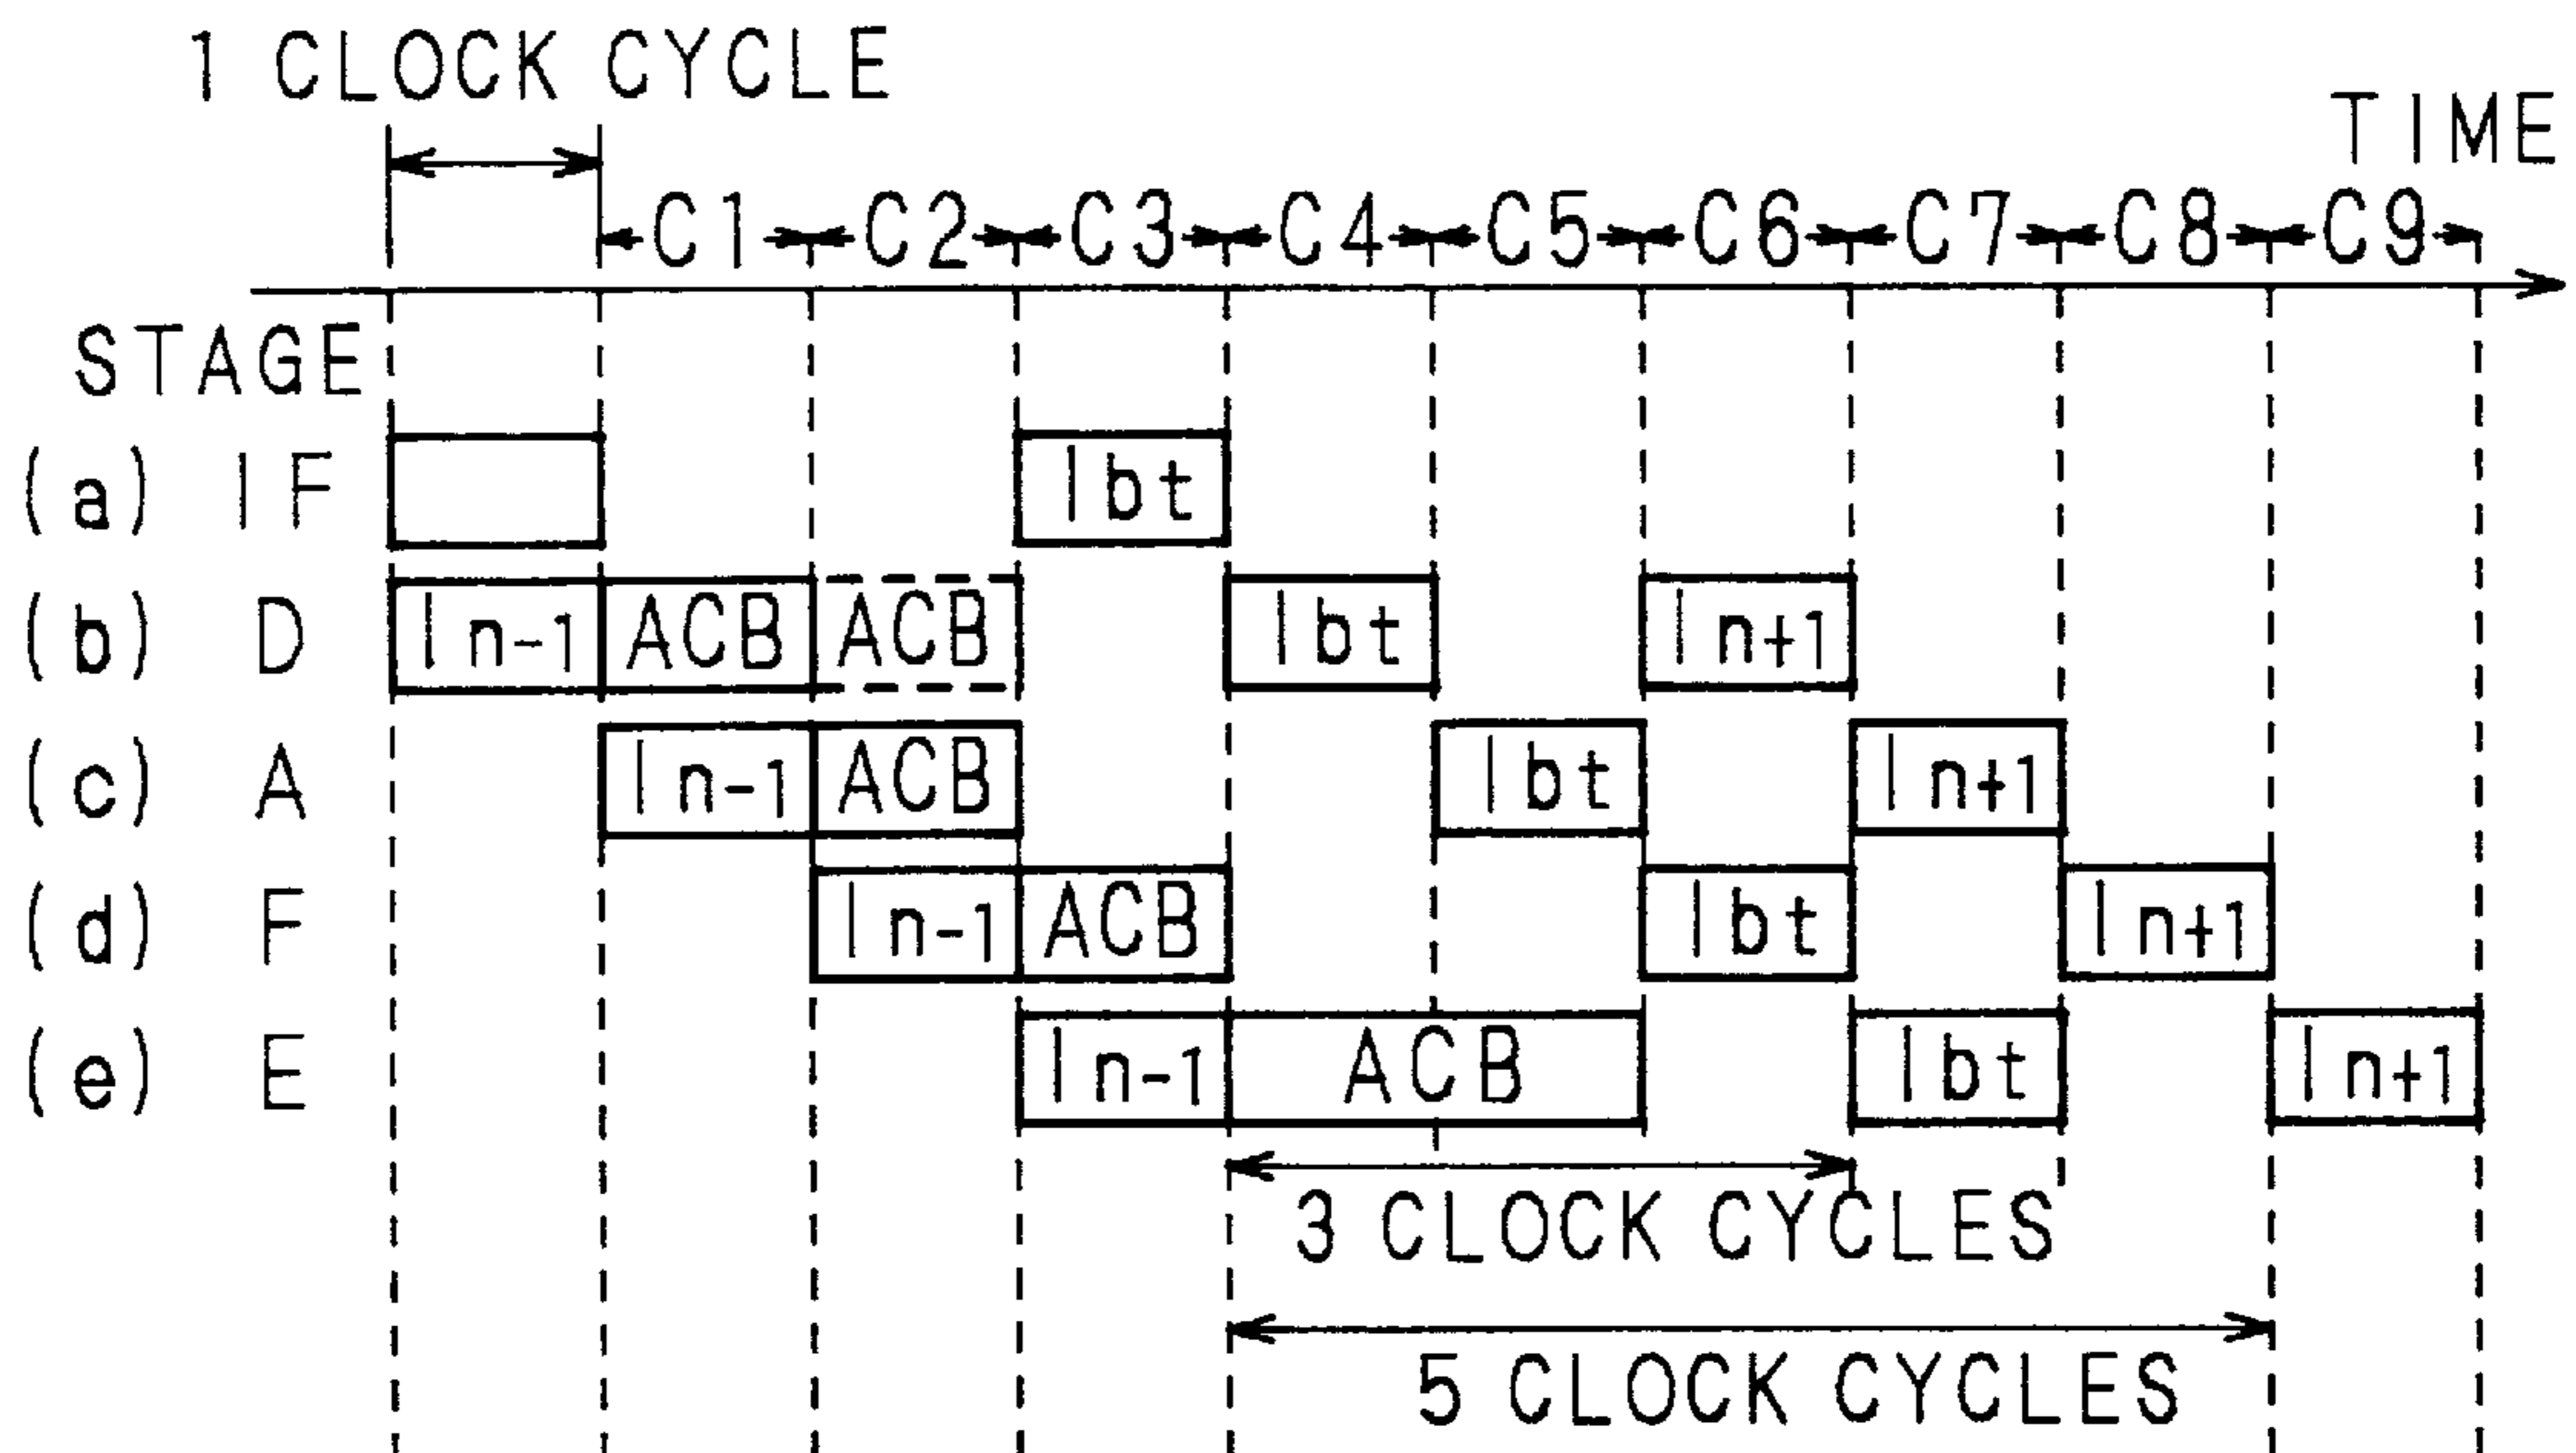 1 CLOCK CYCLE
TIME
C1 C2 C3 C4 C5 C6 C7 C8 C9
STAGE
(a) IF Ibt
(b) D In-1 ACB ACB Ibt In+1
(c) A In-1 ACB Ibt In+1
(d) F In-1 ACB Ibt In+1
(e) E In-1 ACB Ibt In+1
3 CLOCK CYCLES
5 CLOCK CYCLES